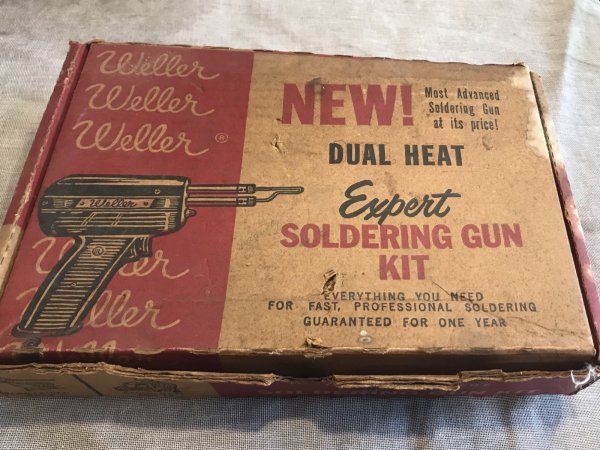 Weller
Weller
Weller ®
Weller
NEW!
Most Advanced
Soldering Gun
at its price!
DUAL HEAT
Expert
SOLDERING GUN
KIT
EVERYTHING YOU NEED
FOR FAST, PROFESSIONAL SOLDERING
GUARANTEED FOR ONE YEAR